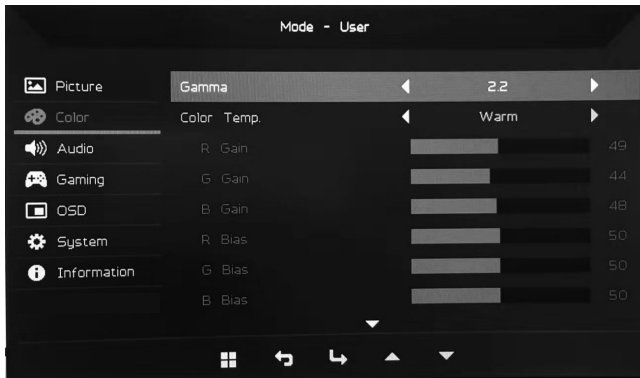 Mode - User
Picture
Gamma 2.2
Color
Color Temp. Warm
Audio
R Gain 49
Gaming
G Gain 44
OSD
B Gain 48
System
R Bias 50
Information
G Bias 50
B Bias 50